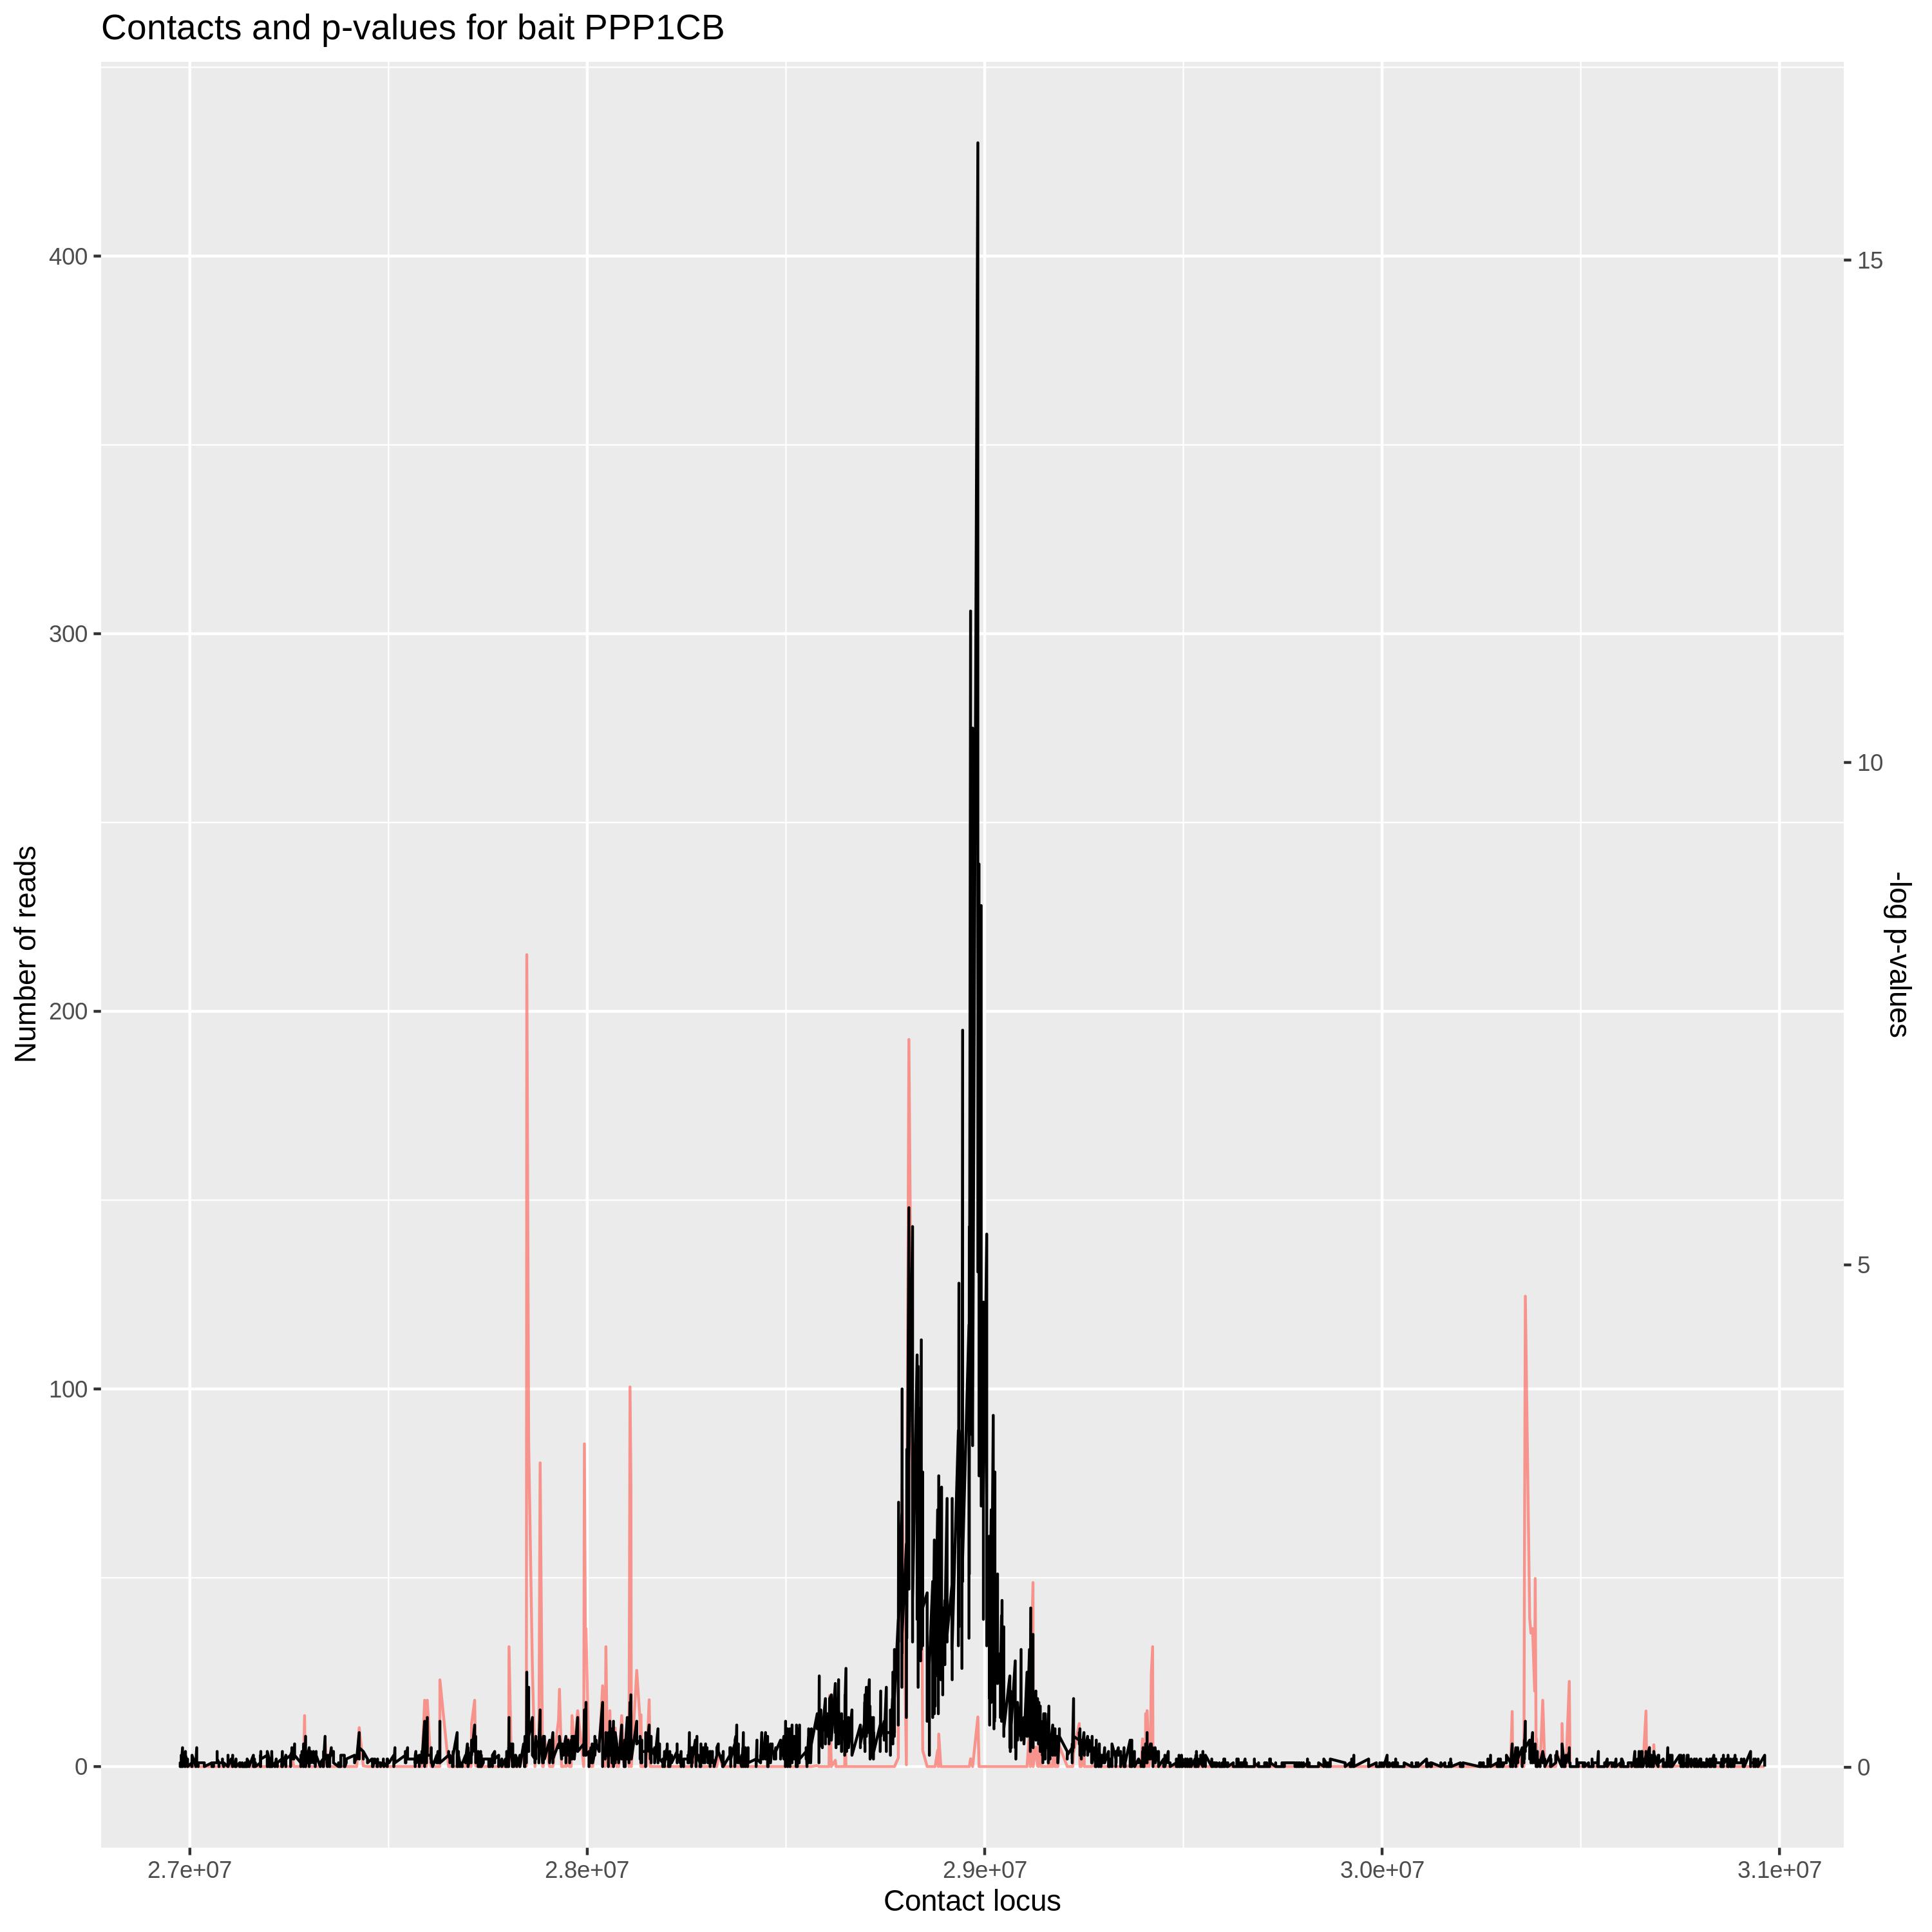 Contacts and p-values for bait PPP1CB
Number of reads
400
300
200
100
0
15
10
5
0
-log p-values
2.7e+07
2.8e+07
2.9e+07
3.0e+07
3.1e+07
Contact locus